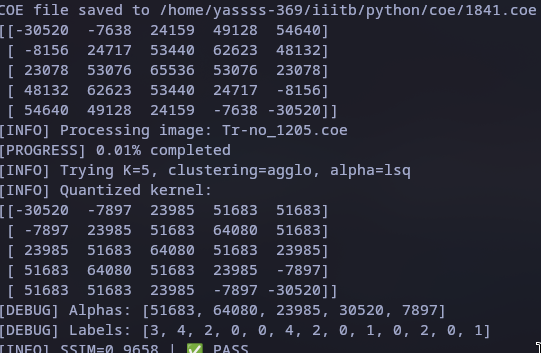 COE file saved to /home/yassss-369/iiitb/python/coe/1841.coe
[[-30520  -7638  24159  49128  54640]
 [ -8156  24717  53440  62623  48132]
 [ 23078  53076  65536  53076  23078]
 [ 48132  62623  53440  24717  -8156]
 [ 54640  49128  24159  -7638 -30520]]
[INFO] Processing image: Tr-no_1205.coe
[PROGRESS] 0.01% completed
[INFO] Trying K=5, clustering=agglo, alpha=lsq
[INFO] Quantized kernel:
[[-30520  -7897  23985  51683  51683]
 [ -7897  23985  51683  64080  51683]
 [ 23985  51683  64080  51683  23985]
 [ 51683  64080  51683  23985  -7897]
 [ 51683  51683  23985  -7897 -30520]]
[DEBUG] Alphas: [51683, 64080, 23985, 30520, 7897]
[DEBUG] Labels: [3, 4, 2, 0, 0, 4, 2, 0, 1, 0, 2, 0, 1]
[INFO] SSIM=0.9658 | ✅ PASS